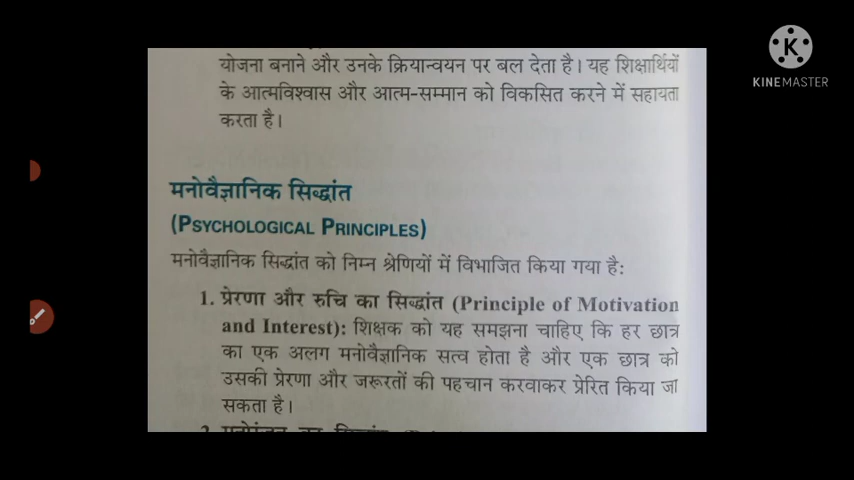 योजना बनाने और उनके क्रियान्वयन पर बल देता है। यह शिक्षार्थियों
के आत्मविश्वास और आत्म-सम्मान को विकसित करने में सहायता
करता है।
मनोवैज्ञानिक सिद्धांत
(PSYCHOLOGICAL PRINCIPLES)
मनोवैज्ञानिक सिद्धांत को निम्न श्रेणियों में विभाजित किया गया है:
1. प्रेरणा और रुचि का सिद्धांत (Principle of Motivation
and Interest): शिक्षक को यह समझना चाहिए कि हर छात्र
का एक अलग मनोवैज्ञानिक सत्व होता है और एक छात्र को
उसकी प्रेरणा और जरूरतों की पहचान करवाकर प्रेरित किया जा
सकता है।
K
KINEMASTER